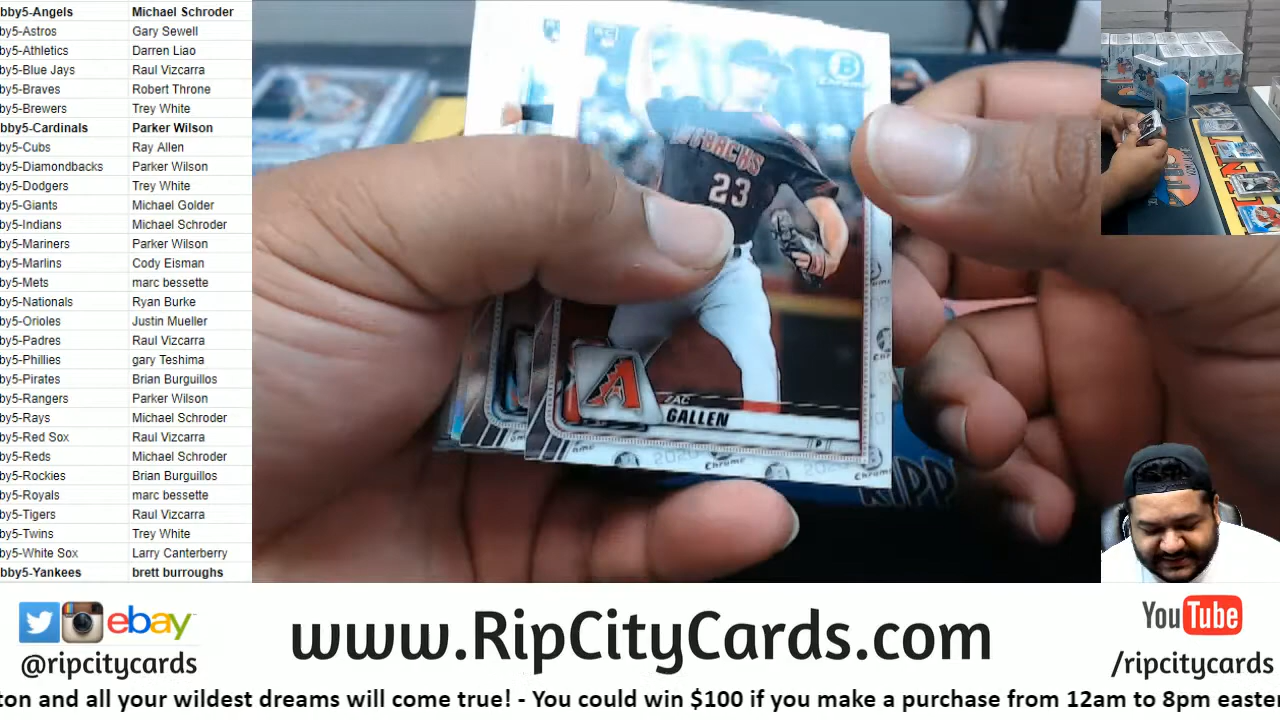 bby5-Angels Michael Schroder
by5-Astros Gary Sewell
by5-Athletics Darren Liao
by5-Blue Jays Raul Vizcarra
by5-Braves Robert Throne
by5-Brewers Trey White
bby5-Cardinals Parker Wilson
by5-Cubs Ray Allen
by5-Diamondbacks Parker Wilson
by5-Dodgers Trey White
by5-Giants Michael Golder
by5-Indians Michael Schroder
by5-Mariners Parker Wilson
by5-Marlins Cody Eisman
by5-Mets marc bessette
by5-Nationals Ryan Burke
by5-Orioles Justin Mueller
by5-Padres Raul Vizcarra
by5-Phillies gary Teshima
by5-Pirates Brian Burguillos
by5-Rangers Parker Wilson
by5-Rays Michael Schroder
by5-Red Sox Raul Vizcarra
by5-Reds Michael Schroder
by5-Rockies Brian Burguillos
by5-Royals marc bessette
by5-Tigers Raul Vizcarra
by5-Twins Trey White
by5-White Sox Larry Canterberry
bby5-Yankees brett burroughs
RC
B
23
A
ZAC
GALLEN
P
Chrome
RIPP
ebay
@ripcitycards
www.RipCityCards.com
YouTube
/ripcitycards
ton and all your wildest dreams will come true! - You could win $100 if you make a purchase from 12am to 8pm easter